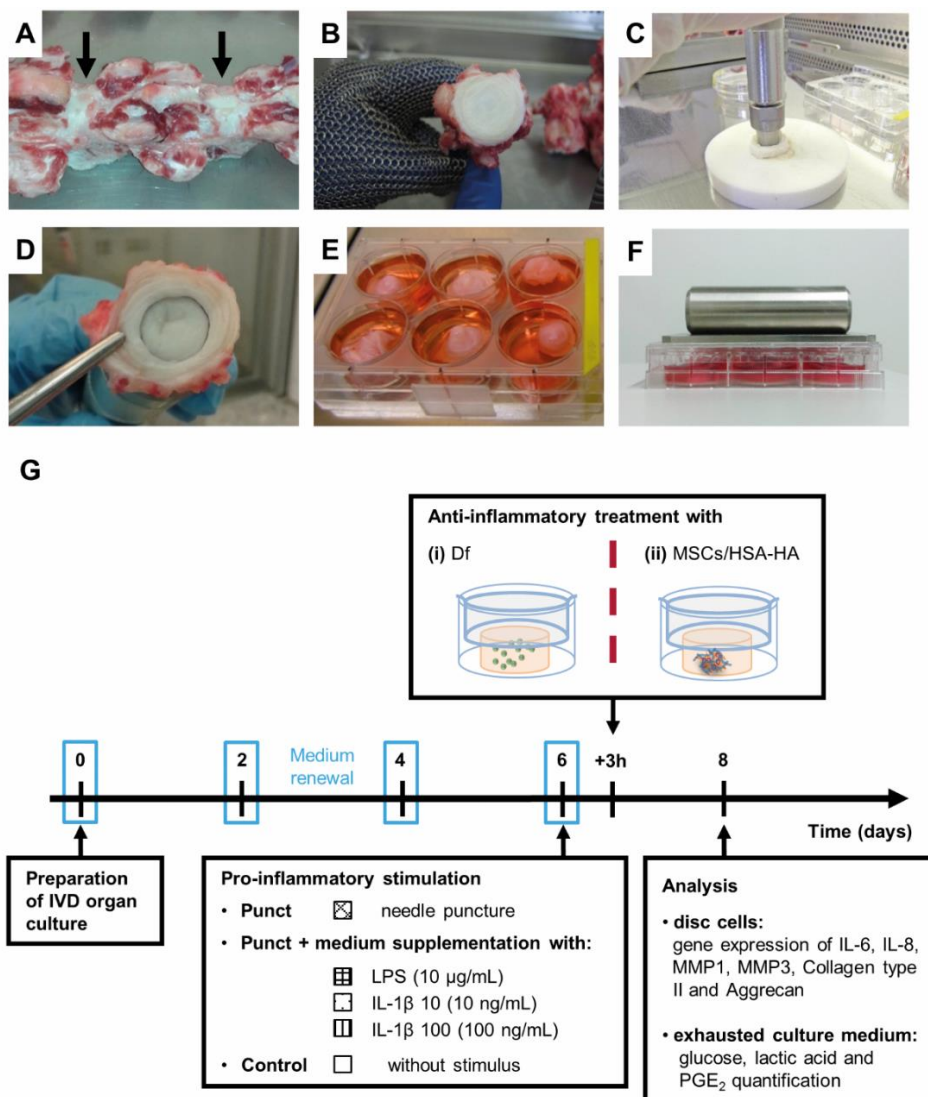 A
B
C
D
E
F
G
Anti-inflammatory treatment with
(i) Df
(ii) MSCs/HSA-HA
0
2
Medium
renewal
4
6
+3h
8
Time (days)
Preparation
of IVD organ
culture
Pro-inflammatory stimulation
• Punct needle puncture
• Punct + medium supplementation with:
LPS (10 µg/mL)
IL-1β 10 (10 ng/mL)
IL-1β 100 (100 ng/mL)
• Control without stimulus
Analysis
• disc cells:
gene expression of IL-6, IL-8,
MMP1, MMP3, Collagen type
II and Aggrecan
• exhausted culture medium:
glucose, lactic acid and
PGE₂ quantification